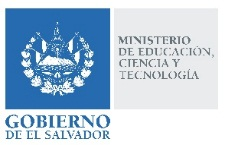 MINISTERIO
DE EDUCACIÓN,
CIENCIA Y
TECNOLOGÍA
GOBIERNO
DE EL SALVADOR